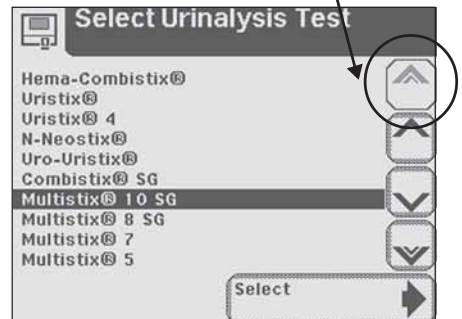 Select Urinalysis Test
Hema-Combistix®
Uristix®
Uristix® 4
N-Neostix®
Uro-Uristix®
Combistix® SG
Multistix® 10 SG
Multistix® 8 SG
Multistix® 7
Multistix® 5
Select